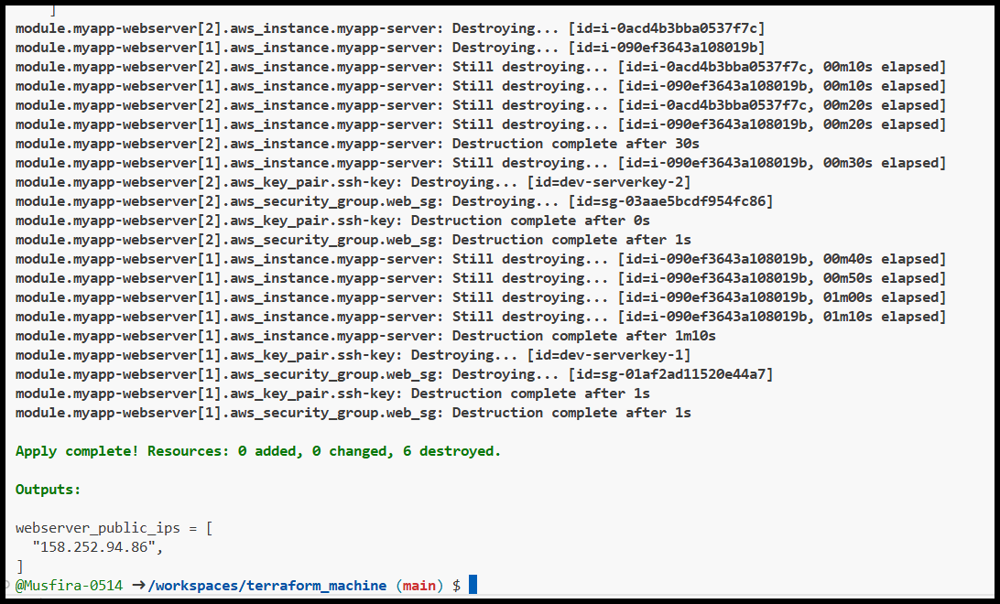 ]
module.myapp-webserver[2].aws_instance.myapp-server: Destroying... [id=i-0acd4b3bba0537f7c]
module.myapp-webserver[1].aws_instance.myapp-server: Destroying... [id=i-090ef3643a108019b]
module.myapp-webserver[2].aws_instance.myapp-server: Still destroying... [id=i-0acd4b3bba0537f7c, 00m10s elapsed]
module.myapp-webserver[1].aws_instance.myapp-server: Still destroying... [id=i-090ef3643a108019b, 00m10s elapsed]
module.myapp-webserver[2].aws_instance.myapp-server: Still destroying... [id=i-0acd4b3bba0537f7c, 00m20s elapsed]
module.myapp-webserver[1].aws_instance.myapp-server: Still destroying... [id=i-090ef3643a108019b, 00m20s elapsed]
module.myapp-webserver[2].aws_instance.myapp-server: Destruction complete after 30s
module.myapp-webserver[1].aws_instance.myapp-server: Still destroying... [id=i-090ef3643a108019b, 00m30s elapsed]
module.myapp-webserver[2].aws_key_pair.ssh-key: Destroying... [id=dev-serverkey-2]
module.myapp-webserver[2].aws_security_group.web_sg: Destroying... [id=sg-03aae5bcdf954fc86]
module.myapp-webserver[2].aws_key_pair.ssh-key: Destruction complete after 0s
module.myapp-webserver[2].aws_security_group.web_sg: Destruction complete after 1s
module.myapp-webserver[1].aws_instance.myapp-server: Still destroying... [id=i-090ef3643a108019b, 00m40s elapsed]
module.myapp-webserver[1].aws_instance.myapp-server: Still destroying... [id=i-090ef3643a108019b, 00m50s elapsed]
module.myapp-webserver[1].aws_instance.myapp-server: Still destroying... [id=i-090ef3643a108019b, 01m00s elapsed]
module.myapp-webserver[1].aws_instance.myapp-server: Still destroying... [id=i-090ef3643a108019b, 01m10s elapsed]
module.myapp-webserver[1].aws_instance.myapp-server: Destruction complete after 1m10s
module.myapp-webserver[1].aws_key_pair.ssh-key: Destroying... [id=dev-serverkey-1]
module.myapp-webserver[1].aws_security_group.web_sg: Destroying... [id=sg-01af2ad11520e44a7]
module.myapp-webserver[1].aws_key_pair.ssh-key: Destruction complete after 1s
module.myapp-webserver[1].aws_security_group.web_sg: Destruction complete after 1s
Apply complete! Resources: 0 added, 0 changed, 6 destroyed.
Outputs:
webserver_public_ips = [
"158.252.94.86",
]
@Musfira-0514 ➜/workspaces/terraform_machine (main) $